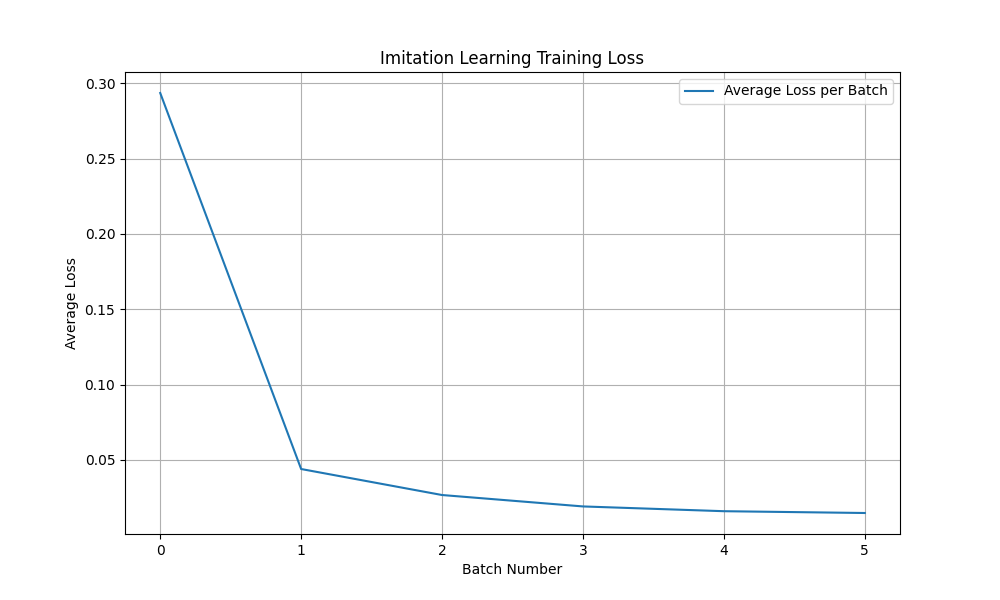 Imitation Learning Training Loss
Average Loss per Batch
0.30
0.25
0.20
0.15
0.10
0.05
Average Loss
0 1 2 3 4 5
Batch Number